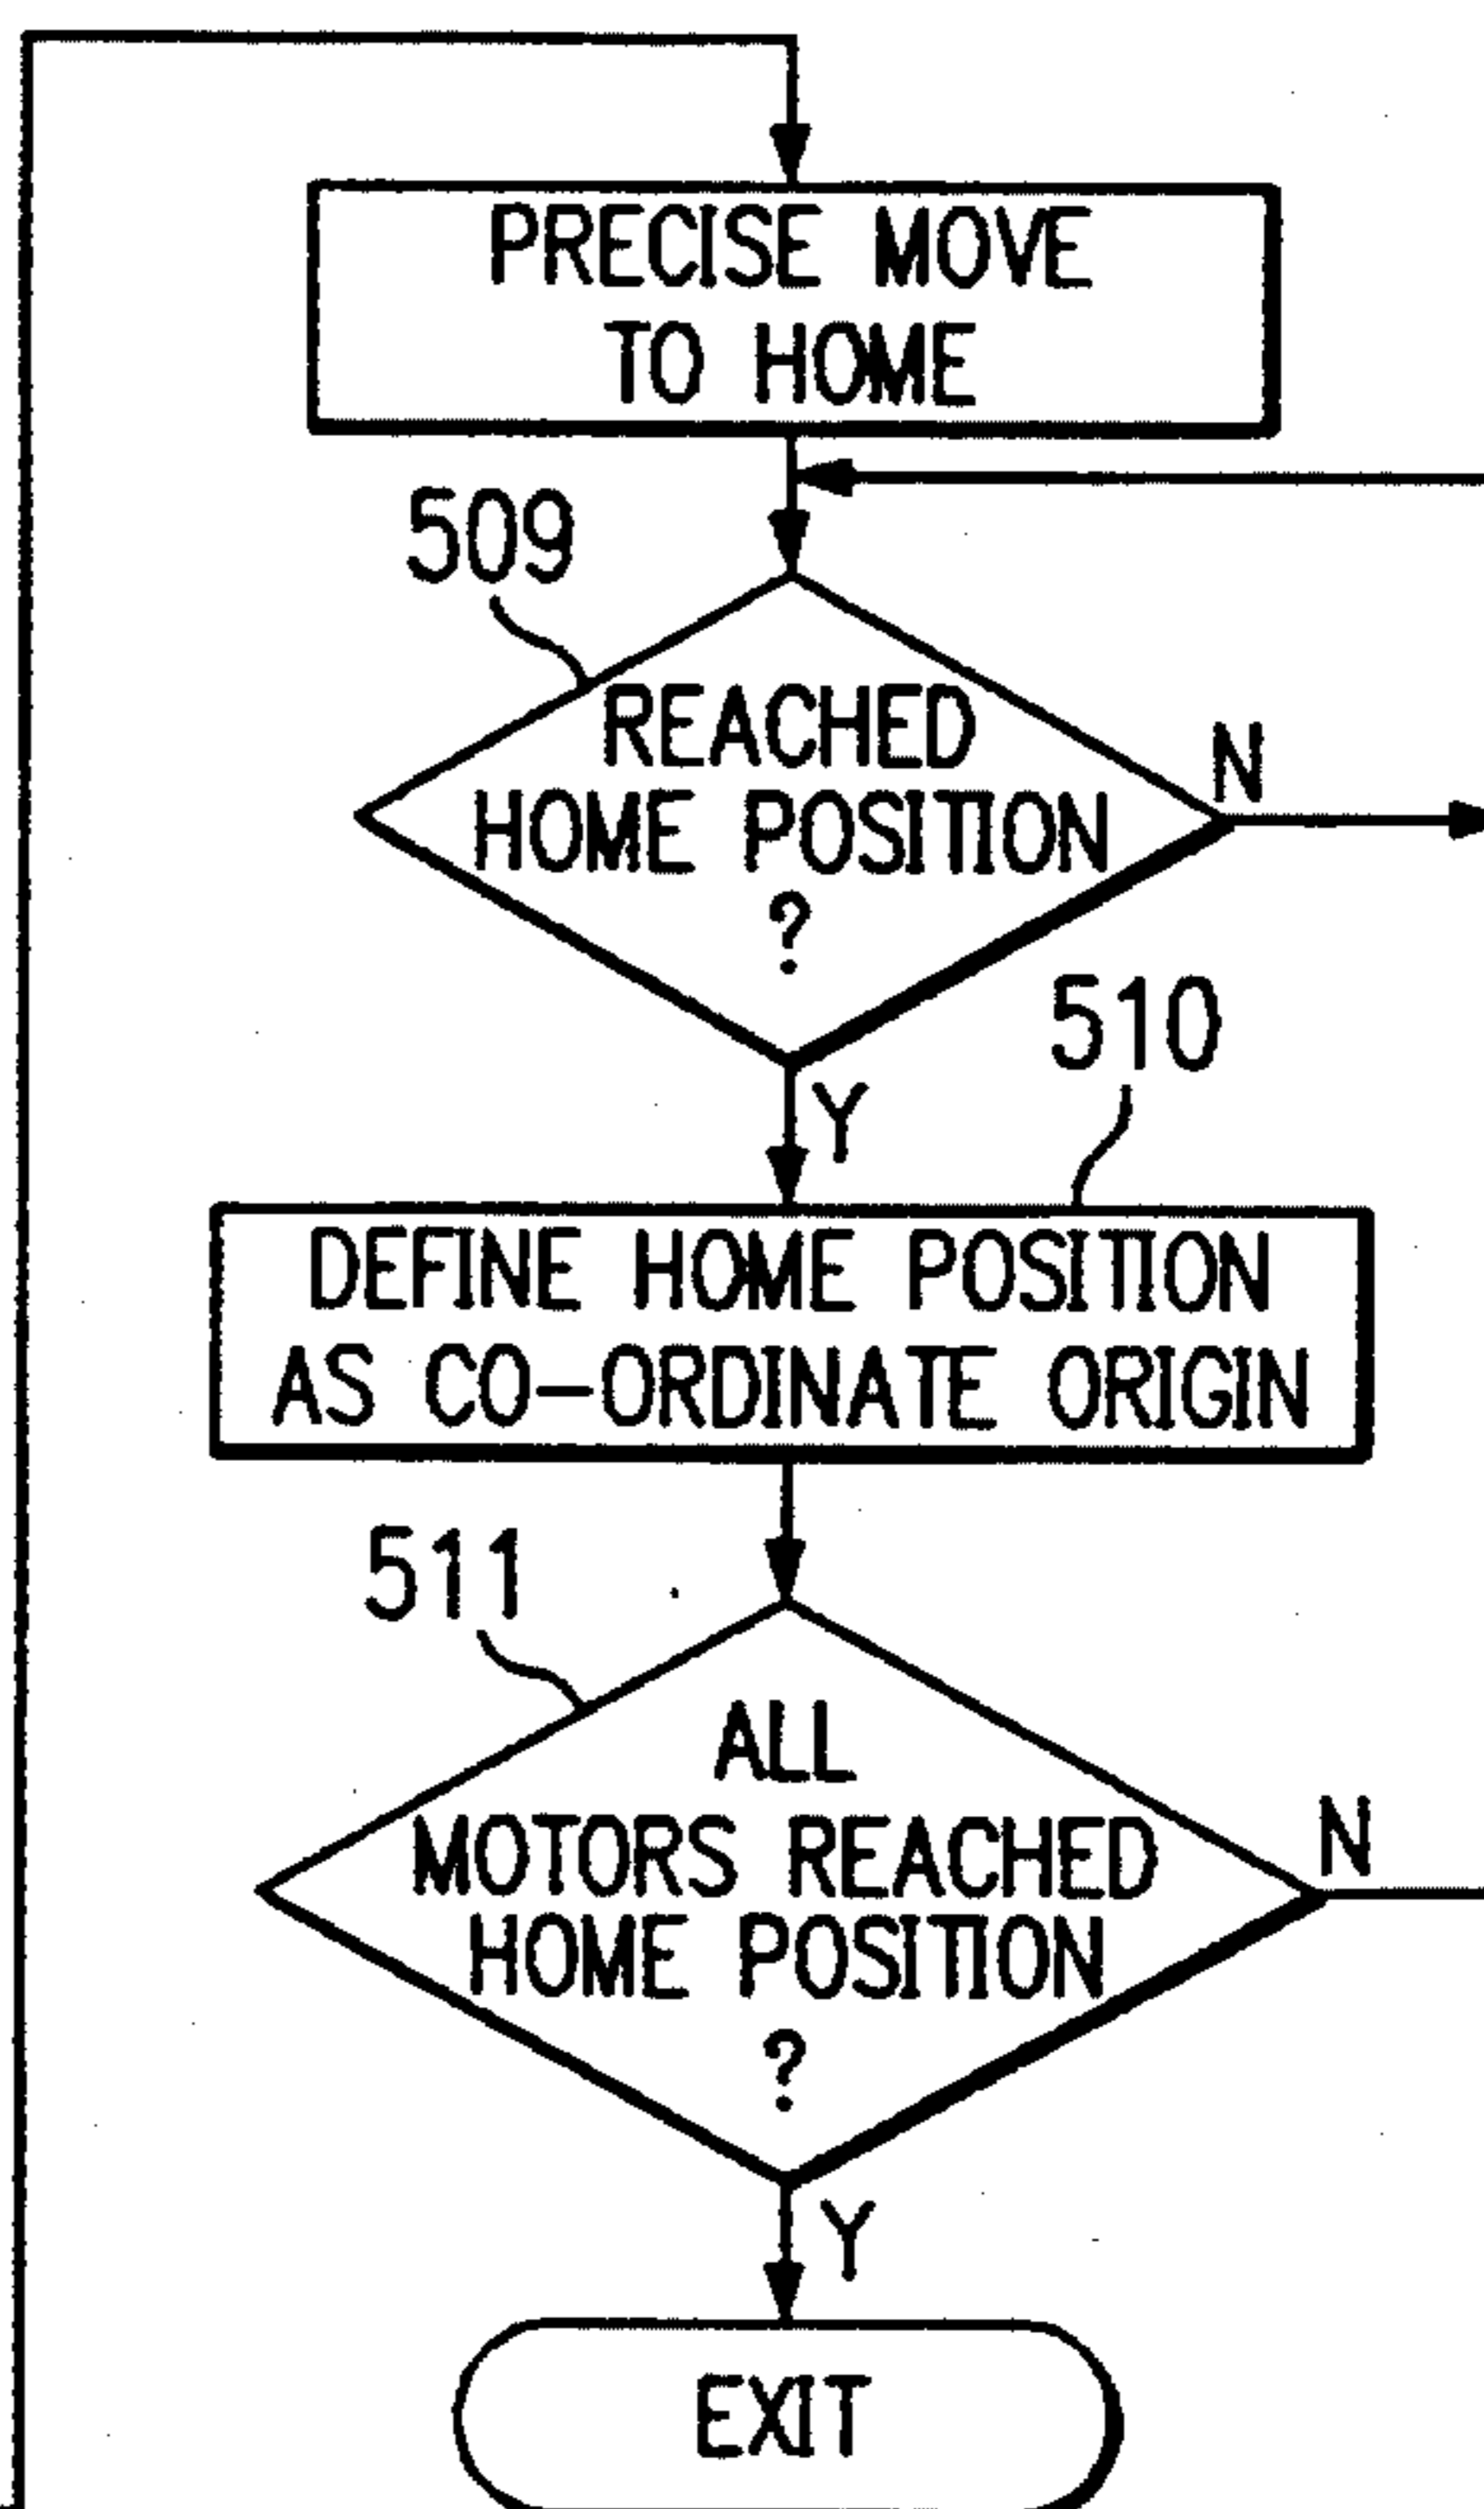 PRECISE MOVE
TO HOME
509
REACHED
HOME POSITION
?
N
510
Y
DEFINE HOME POSITION
AS CO-ORDINATE ORIGIN
511
ALL
MOTORS REACHED
HOME POSITION
?
N
Y
EXIT